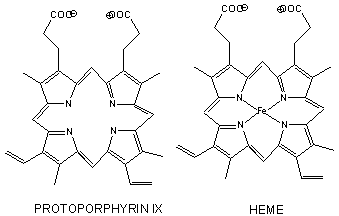 COO⊖ ⊖OOC COO⊖ ⊖OOC
N N N N
Fe
N N N N
PROTOPORPHYRIN IX HEME